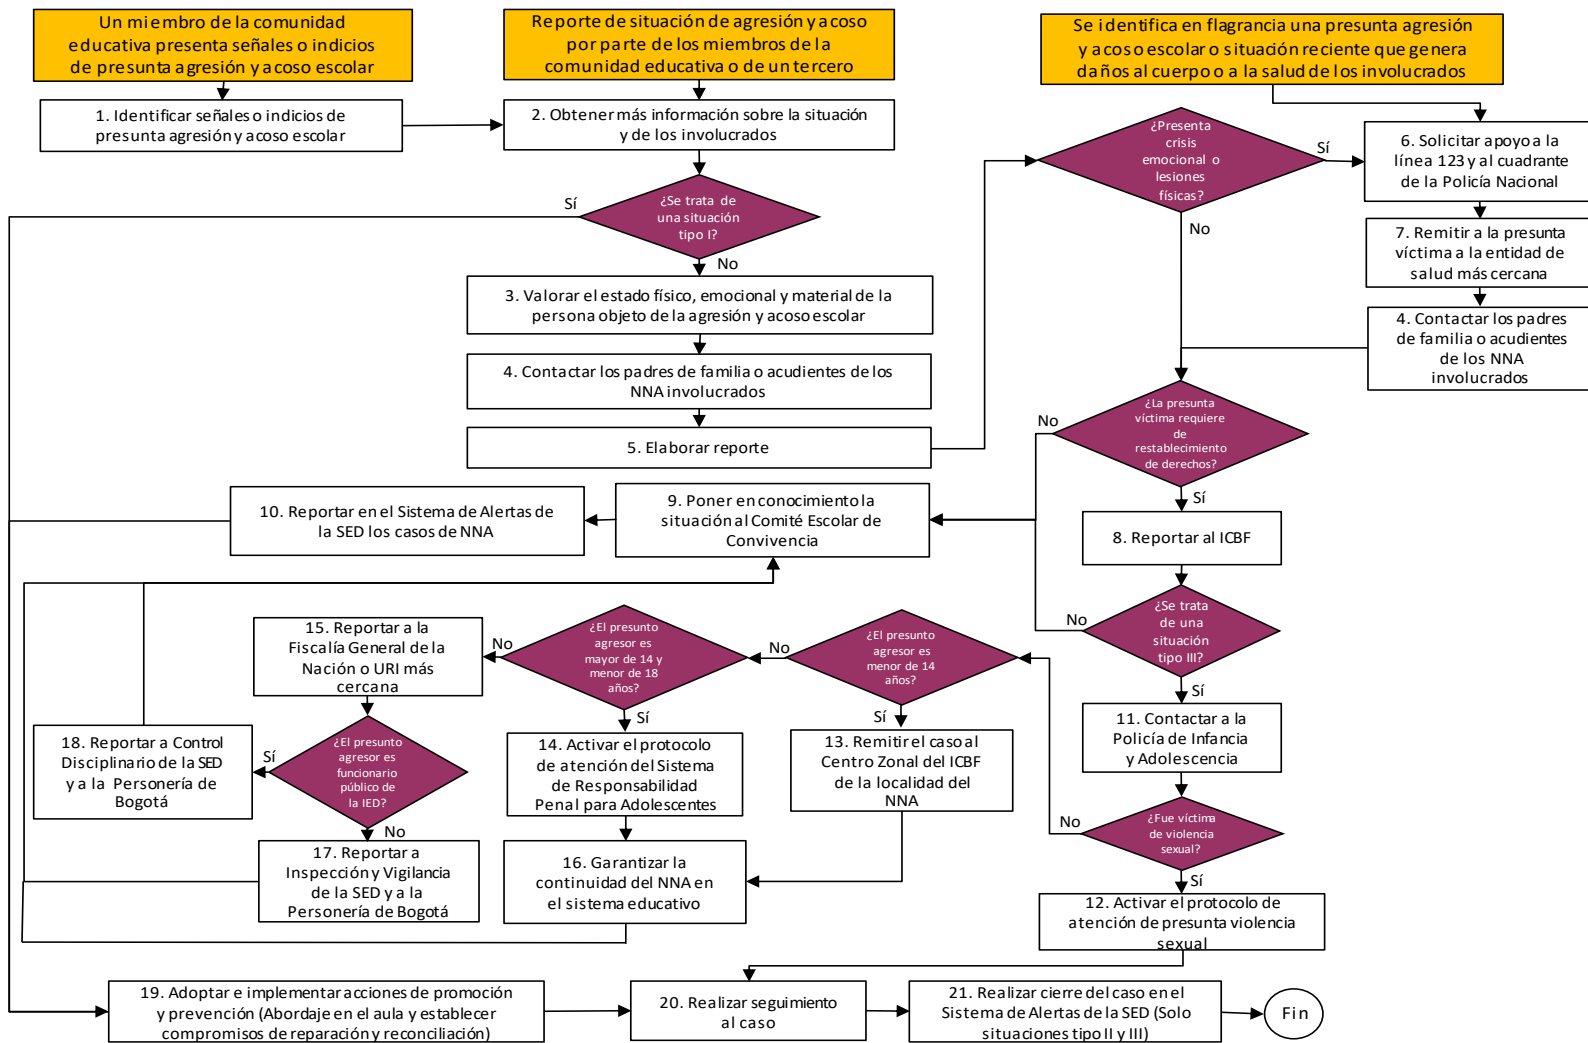 Un miembro de la comunidad
educativa presenta señales o indicios
de presunta agresión y acoso escolar
Reporte de situación de agresión y acoso
por parte de los miembros de la
comunidad educativa o de un tercero
Se identifica en flagrancia una presunta agresión
y acoso escolar o situación reciente que genera
daños al cuerpo o a la salud de los involucrados
1. Identificar señales o indicios de
presunta agresión y acoso escolar
2. Obtener más información sobre la situación
y de los involucrados
¿Presenta
crisis
emocional o
lesiones
físicas?
Sí
No
6. Solicitar apoyo a la
línea 123 y al cuadrante
de la Policía Nacional
¿Se trata de
una situación
tipo I?
Sí
No
7. Remitir a la presunta
víctima a la entidad de
salud más cercana
3. Valorar el estado físico, emocional y material de la
persona objeto de la agresión y acoso escolar
4. Contactar los padres
de familia o acudientes
de los NNA
involucrados
4. Contactar los padres de familia o acudientes de los
NNA involucrados
5. Elaborar reporte
¿La presunta
víctima requiere
de
restablecimiento
de derechos?
No
Sí
10. Reportar en el Sistema de Alertas de
la SED los casos de NNA
9. Poner en conocimiento la
situación al Comité Escolar de
Convivencia
8. Reportar al ICBF
¿Se trata
de una
situación
tipo III?
No
Sí
15. Reportar a la
Fiscalía General de la
Nación o URI más
cercana
No
¿El presunto
agresor es
mayor de 14 y
menor de 18
años?
Sí
No
¿El presunto
agresor es
menor de 14
años?
Sí
No
11. Contactar a la
Policía de Infancia
y Adolescencia
18. Reportar a Control
Disciplinario de la SED
y a la Personería de
Bogotá
Sí
¿El presunto
agresor es
funcionario
público de
la IED?
No
14. Activar el protocolo
de atención del Sistema
de Responsabilidad
Penal para Adolescentes
13. Remitir el caso al
Centro Zonal del ICBF
de la localidad del
NNA
¿Fue víctima
de violencia
sexual?
Sí
17. Reportar a
Inspección y Vigilancia
de la SED y a la
Personería de Bogotá
16. Garantizar la
continuidad del NNA en
el sistema educativo
12. Activar el protocolo de
atención de presunta violencia
sexual
19. Adoptar e implementar acciones de promoción
y prevención (Abordaje en el aula y establecer
compromisos de reparación y reconciliación)
20. Realizar seguimiento
al caso
21. Realizar cierre del caso en el
Sistema de Alertas de la SED (Solo
situaciones tipo II y III)
Fin